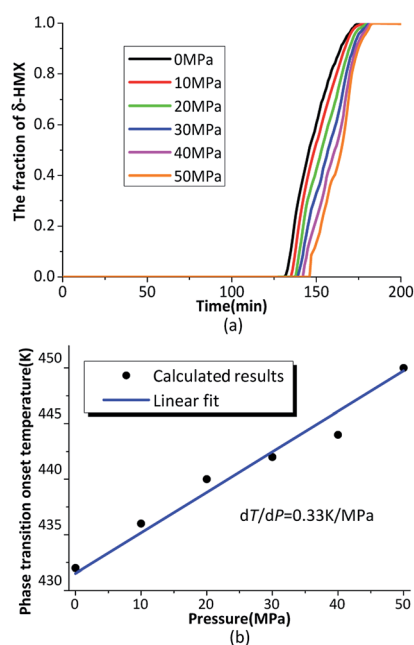 The fraction of δ-HMX
1.0
0.8
0.6
0.4
0.2
0.0
0MPa
10MPa
20MPa
30MPa
40MPa
50MPa
0 50 100 150 200
Time(min)
(a)
Phase transition onset temperature(K)
450
445
440
435
430
Calculated results
Linear fit
dT/dP=0.33K/MPa
0 10 20 30 40 50
Pressure(MPa)
(b)